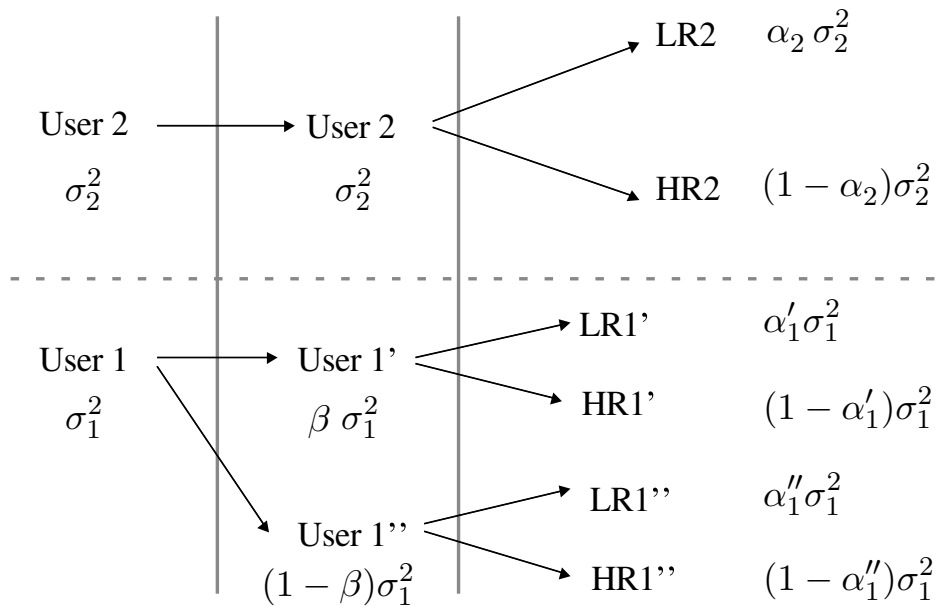 LR2 α₂ σ₂²
User 2 User 2
σ₂² σ₂²
HR2 (1 − α₂)σ₂²
LR1' α₁′σ₁²
User 1 User 1'
σ₁² β σ₁²
HR1' (1 − α₁′)σ₁²
LR1’’ α₁″σ₁²
User 1’’
(1 − β)σ₁²
HR1’’ (1 − α₁″)σ₁²